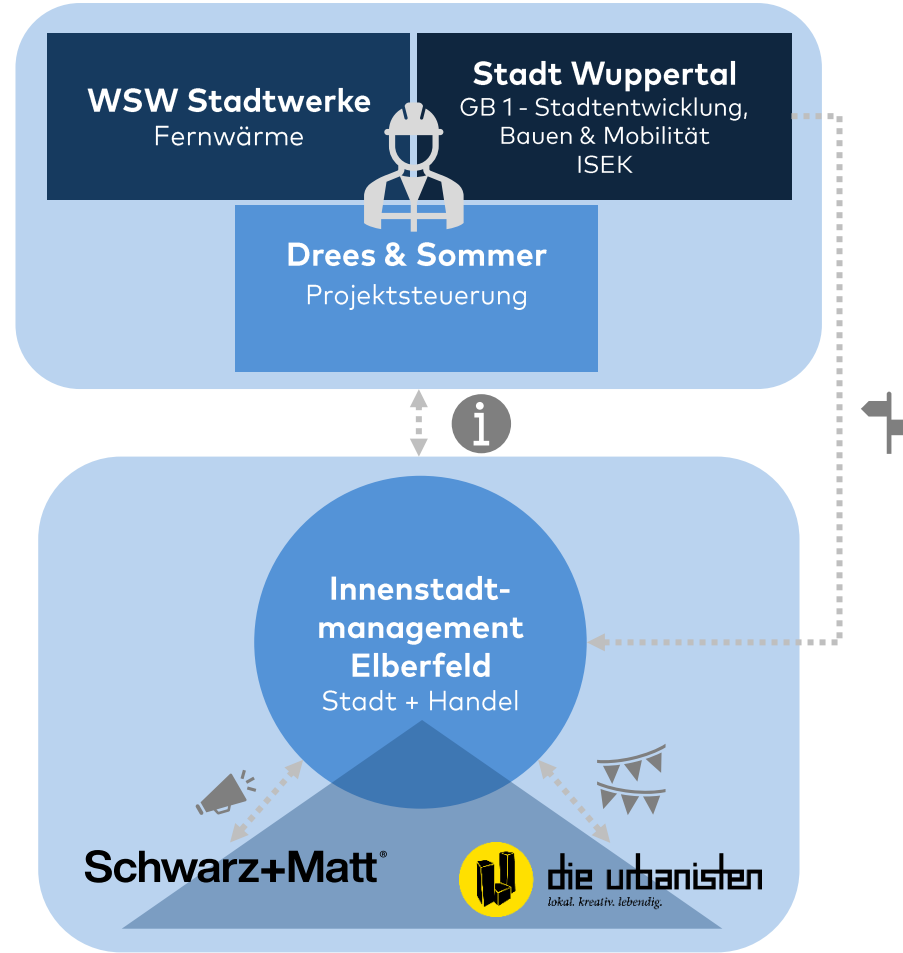 WSW Stadtwerke
Fernwärme
Stadt Wuppertal
GB 1 - Stadtentwicklung,
Bauen & Mobilität
ISEK
Drees & Sommer
Projektsteuerung
i
Innenstadt-
management
Elberfeld
Stadt + Handel
Schwarz+Matt®
die urbanisten
lokal. kreativ. lebendig.